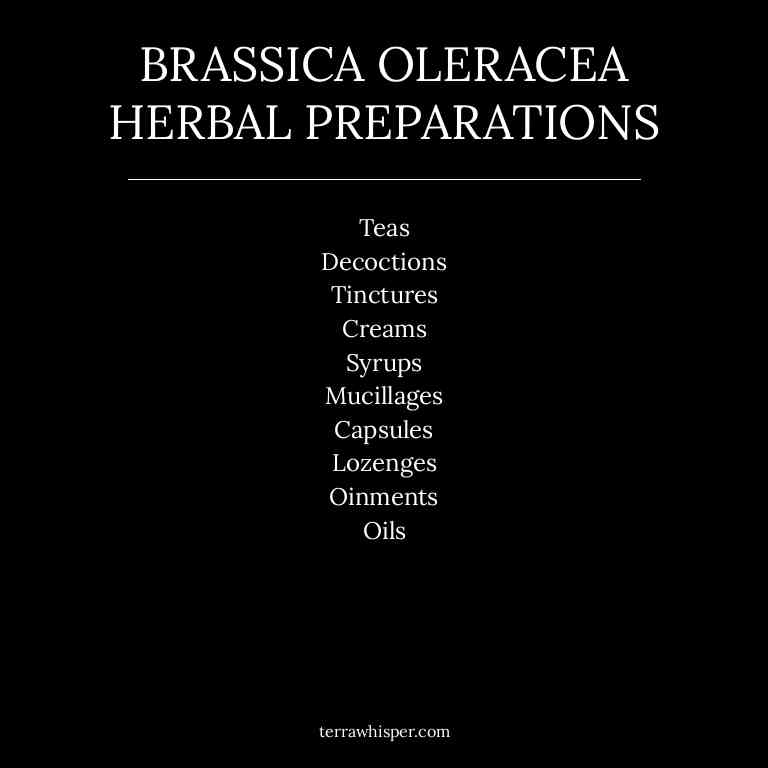 BRASSICA OLERACEA
HERBAL PREPARATIONS
Teas
Decoctions
Tinctures
Creams
Syrups
Mucillages
Capsules
Lozenges
Oinments
Oils
terrawhisper.com